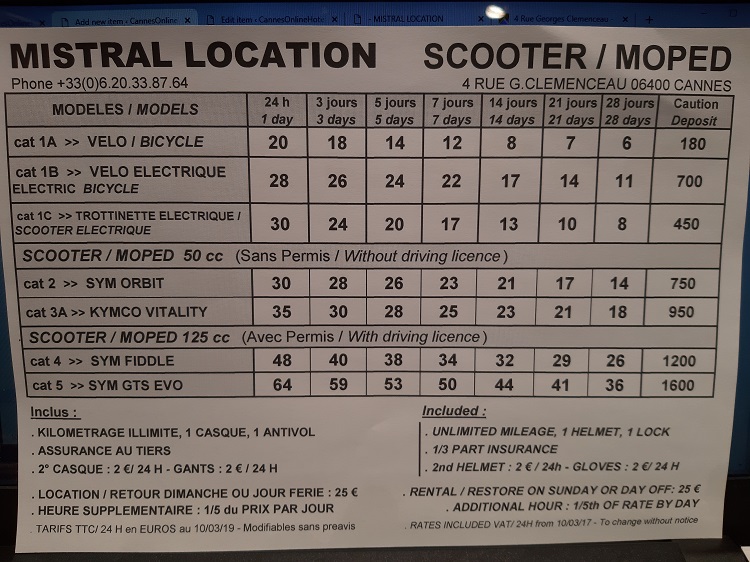 Add new item ‹ CannesOnline
Edit item ‹ CannesOnlineHote
- MISTRAL LOCATION
4 Rue Georges Clemenceau
MISTRAL LOCATION SCOOTER / MOPED
Phone +33(0)6.20.33.87.64 4 RUE G.CLEMENCEAU 06400 CANNES
MODELES / MODELS 24 h 1 day 3 jours 3 days 5 jours 5 days 7 jours 7 days 14 jours 14 days 21 jours 21 days 28 jours 28 days Caution Deposit
cat 1A >> VELO / BICYCLE 20 18 14 12 8 7 6 180
cat 1B >> VELO ELECTRIQUE ELECTRIC BICYCLE 28 26 24 22 17 14 11 700
cat 1C >> TROTTINETTE ELECTRIQUE / SCOOTER ELECTRIQUE 30 24 20 17 13 10 8 450
SCOOTER / MOPED 50 cc (Sans Permis / Without driving licence)
cat 2 >> SYM ORBIT 30 28 26 23 21 17 14 750
cat 3A >> KYMCO VITALITY 35 30 28 25 23 21 18 950
SCOOTER / MOPED 125 cc (Avec Permis / With driving licence)
cat 4 >> SYM FIDDLE 48 40 38 34 32 29 26 1200
cat 5 >> SYM GTS EVO 64 59 53 50 44 41 36 1600
Inclus :
. KILOMETRAGE ILLIMITE, 1 CASQUE, 1 ANTIVOL
. ASSURANCE AU TIERS
. 2° CASQUE : 2 €/ 24 H - GANTS : 2 € / 24 H
. LOCATION / RETOUR DIMANCHE OU JOUR FERIE : 25 €
. HEURE SUPPLEMENTAIRE : 1/5 du PRIX PAR JOUR
. TARIFS TTC/ 24 H en EUROS au 10/03/19 - Modifiables sans preavis
Included :
. UNLIMITED MILEAGE, 1 HELMET, 1 LOCK
. 1/3 PART INSURANCE
. 2nd HELMET : 2 €/ 24h - GLOVES : 2 €/ 24 H
. RENTAL / RESTORE ON SUNDAY OR DAY OFF: 25 €
. ADDITIONAL HOUR : 1/5th OF RATE BY DAY
. RATES INCLUDED VAT/ 24H from 10/03/17 - To change without notice